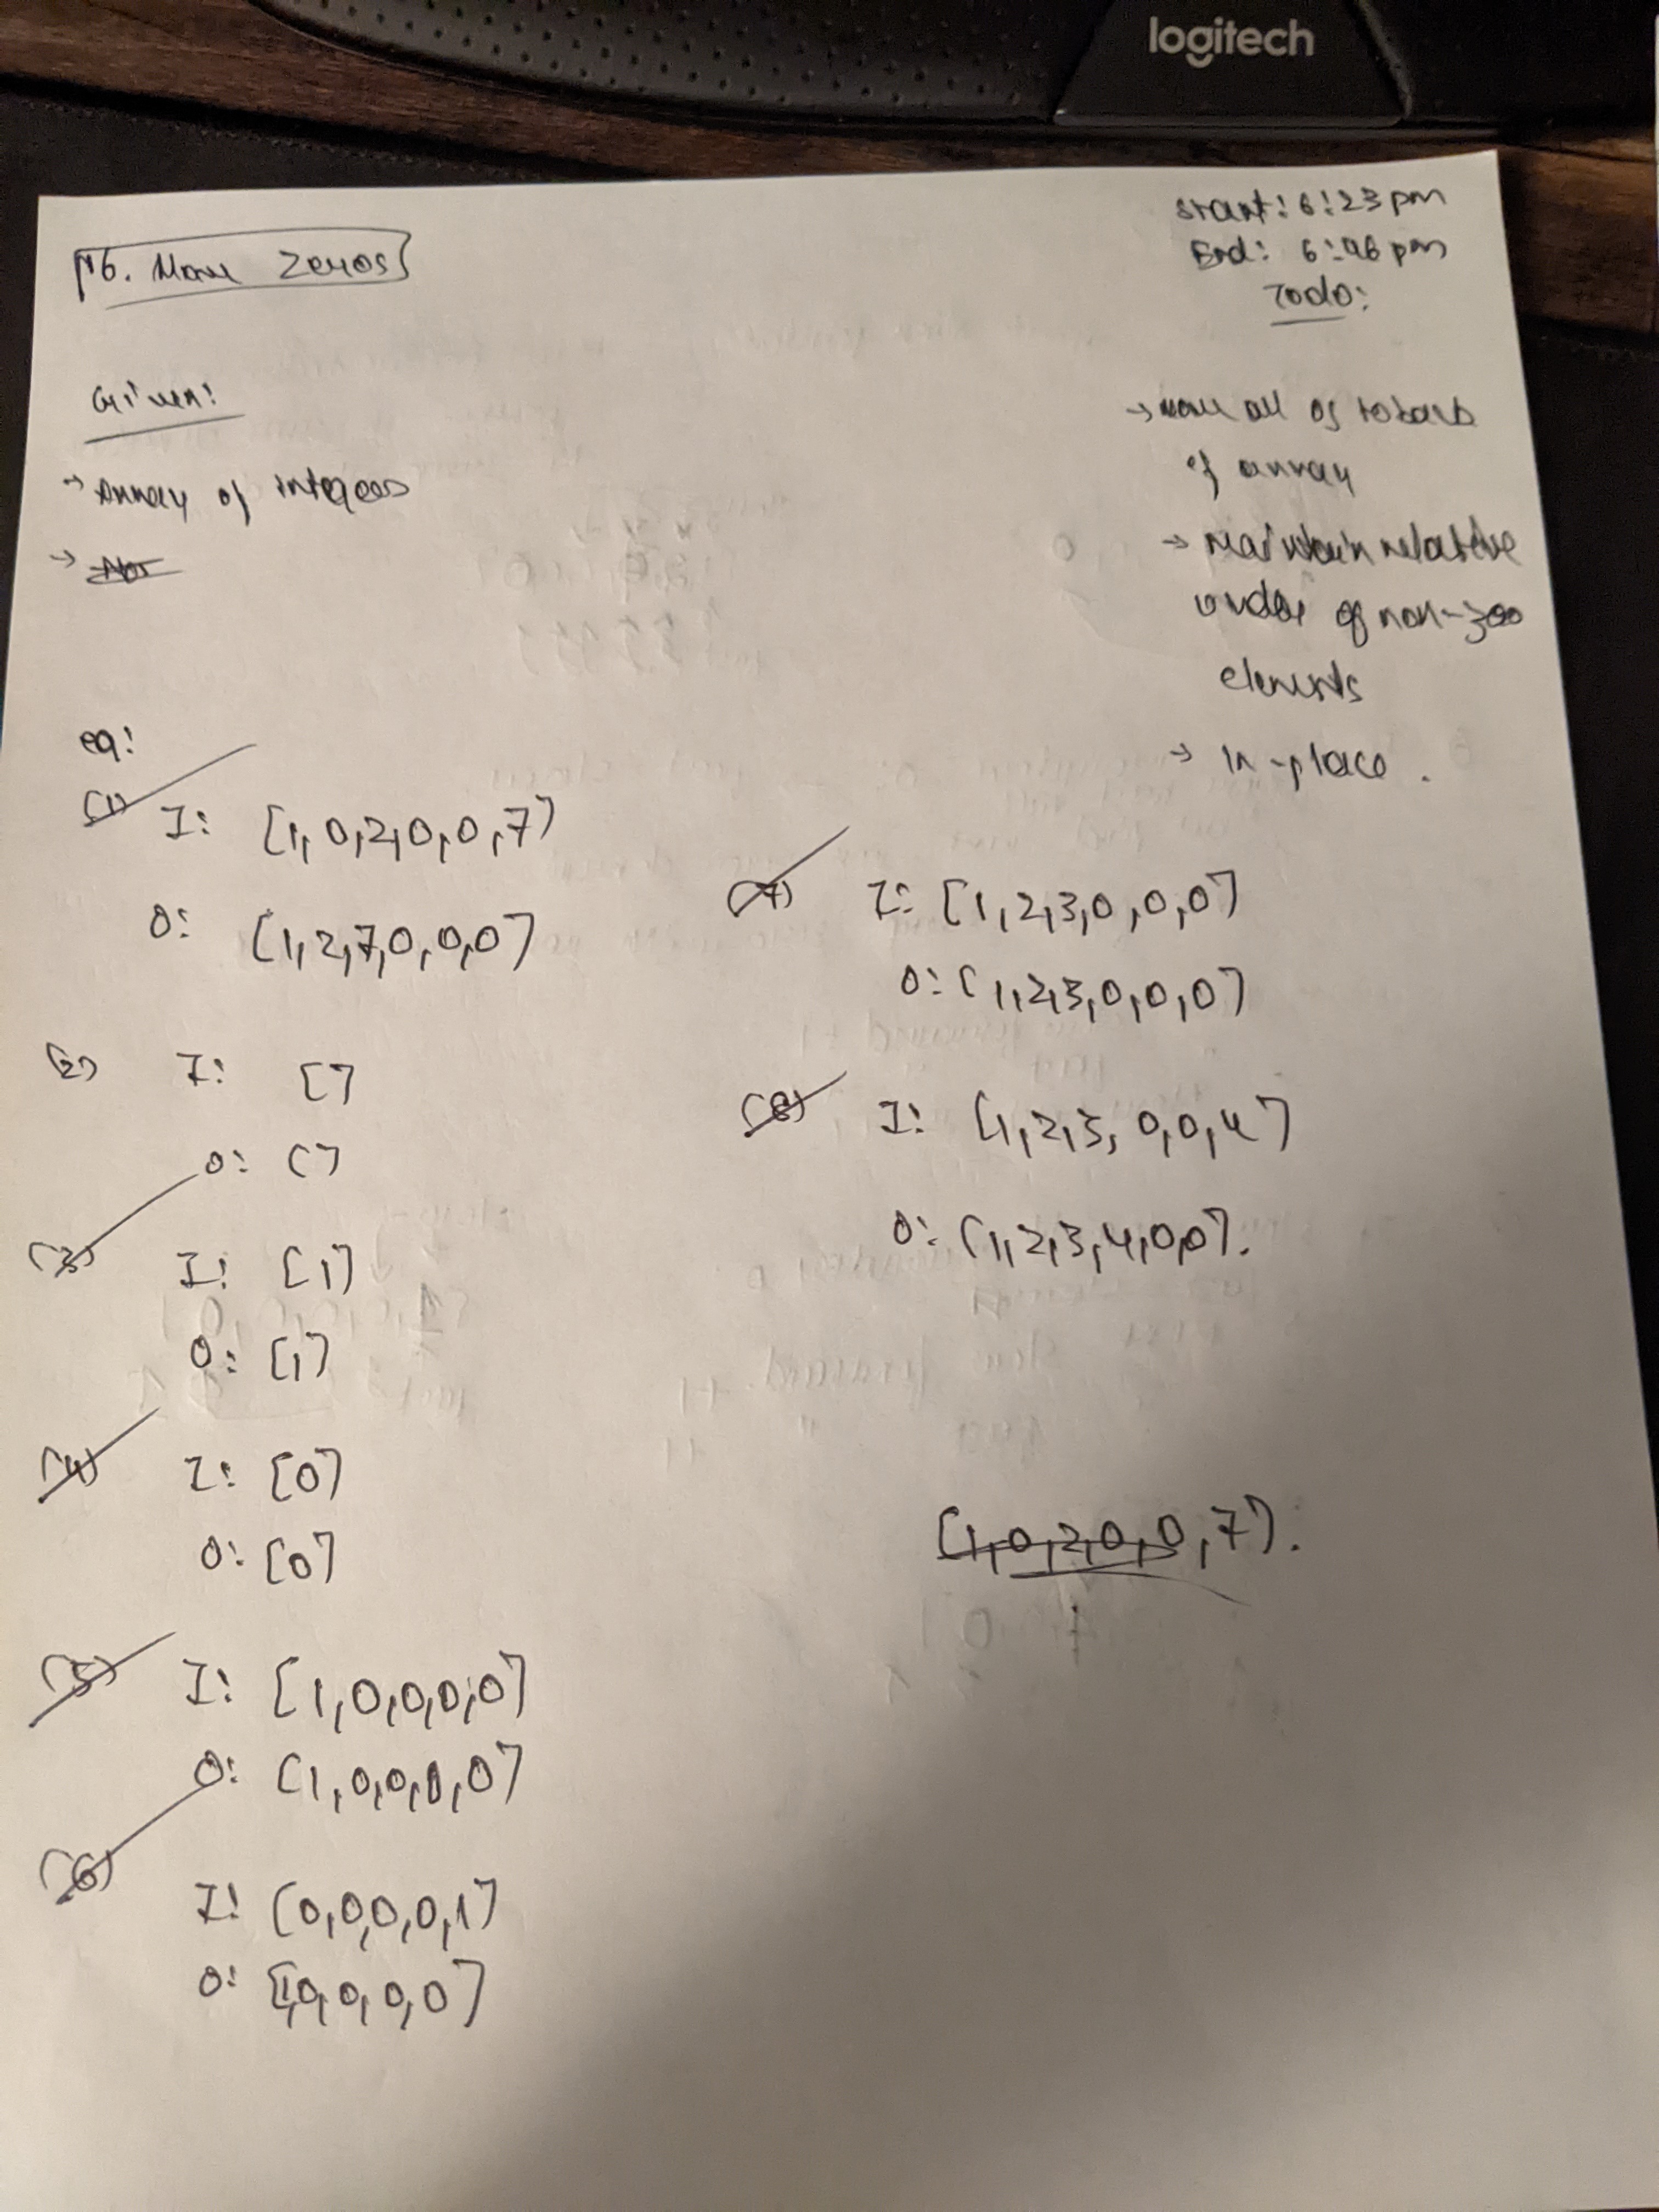 logitech
Start: 6:23 pm
End: 6:46 pm
Todo:
16. Move Zeros
Given:
→ Array of integers
→ Not
→ Move all 0s to back
of array
→ Maintain relative
order of non-zero
elements
→ In-place.
eg:
(1) I: [1,0,2,0,0,7]
O: [1,2,7,0,0,0]
(2) I: []
O: []
(3) I: [1]
O: [1]
(4) I: [0]
O: [0]
(5) I: [1,0,0,0,0]
O: [1,0,0,0,0]
(6) I: [0,0,0,0,1]
O: [1,0,0,0,0]
(7) I: [1,2,3,0,0,0]
O: [1,2,3,0,0,0]
(8) I: [1,2,3,0,0,4]
O: [1,2,3,4,0,0].
[1,0,2,0,0,7].